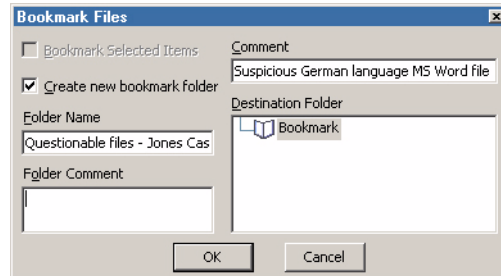 Bookmark Files
Bookmark Selected Items
Create new bookmark folder
Folder Name
Questionable files - Jones Cas
Folder Comment
Comment
Suspicious German language MS Word file
Destination Folder
Bookmark
OK
Cancel